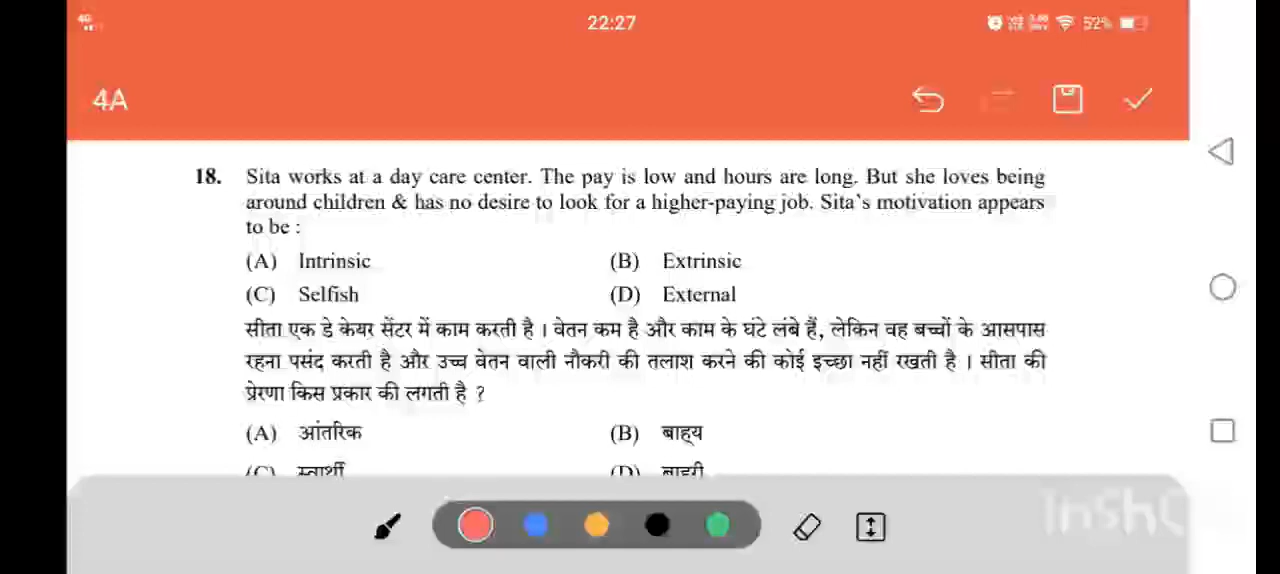 4G
22:27
52%
4A
18. Sita works at a day care center. The pay is low and hours are long. But she loves being
around children & has no desire to look for a higher-paying job. Sita's motivation appears
to be :
(A) Intrinsic (B) Extrinsic
(C) Selfish (D) External
सीता एक डे केयर सेंटर में काम करती है । वेतन कम है और काम के घंटे लंबे हैं, लेकिन वह बच्चों के आसपास
रहना पसंद करती है और उच्च वेतन वाली नौकरी की तलाश करने की कोई इच्छा नहीं रखती है । सीता की
प्रेरणा किस प्रकार की लगती है ?
(A) आंतरिक (B) बाह्य
(C) स्वार्थी (D) बाहरी
InSh